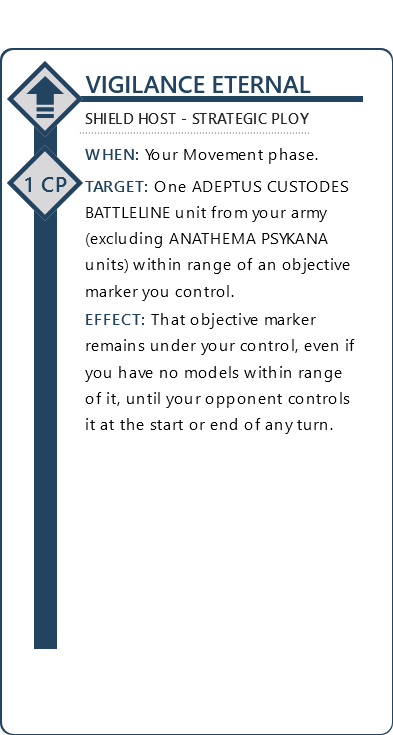 VIGILANCE ETERNAL
SHIELD HOST - STRATEGIC PLOY
WHEN: Your Movement phase.
1 CP
TARGET: One ADEPTUS CUSTODES
BATTLELINE unit from your army
(excluding ANATHEMA PSYKANA
units) within range of an objective
marker you control.
EFFECT: That objective marker
remains under your control, even if
you have no models within range
of it, until your opponent controls
it at the start or end of any turn.